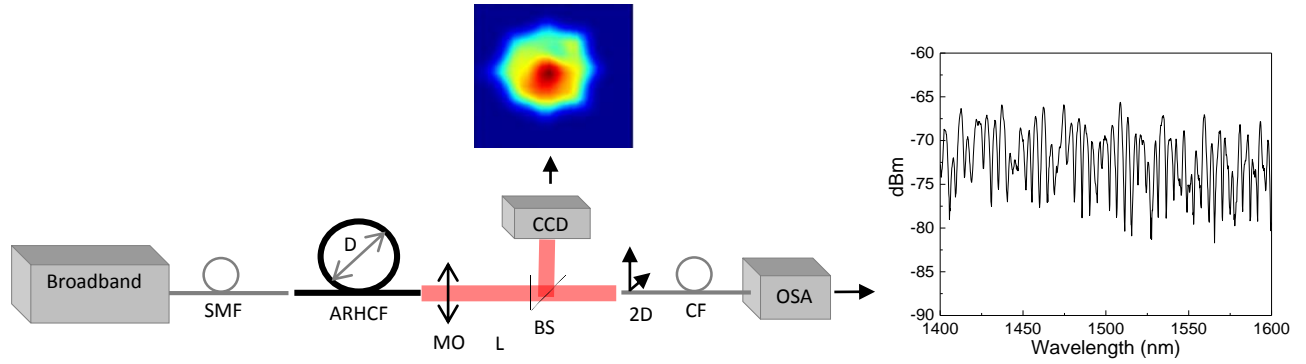 Broadband
SMF
D
ARHCF
MO
L
BS
CCD
2D
CF
OSA
-60
-65
-70
-75
-80
-85
-90
dBm
1400
1450
1500
1550
1600
Wavelength (nm)